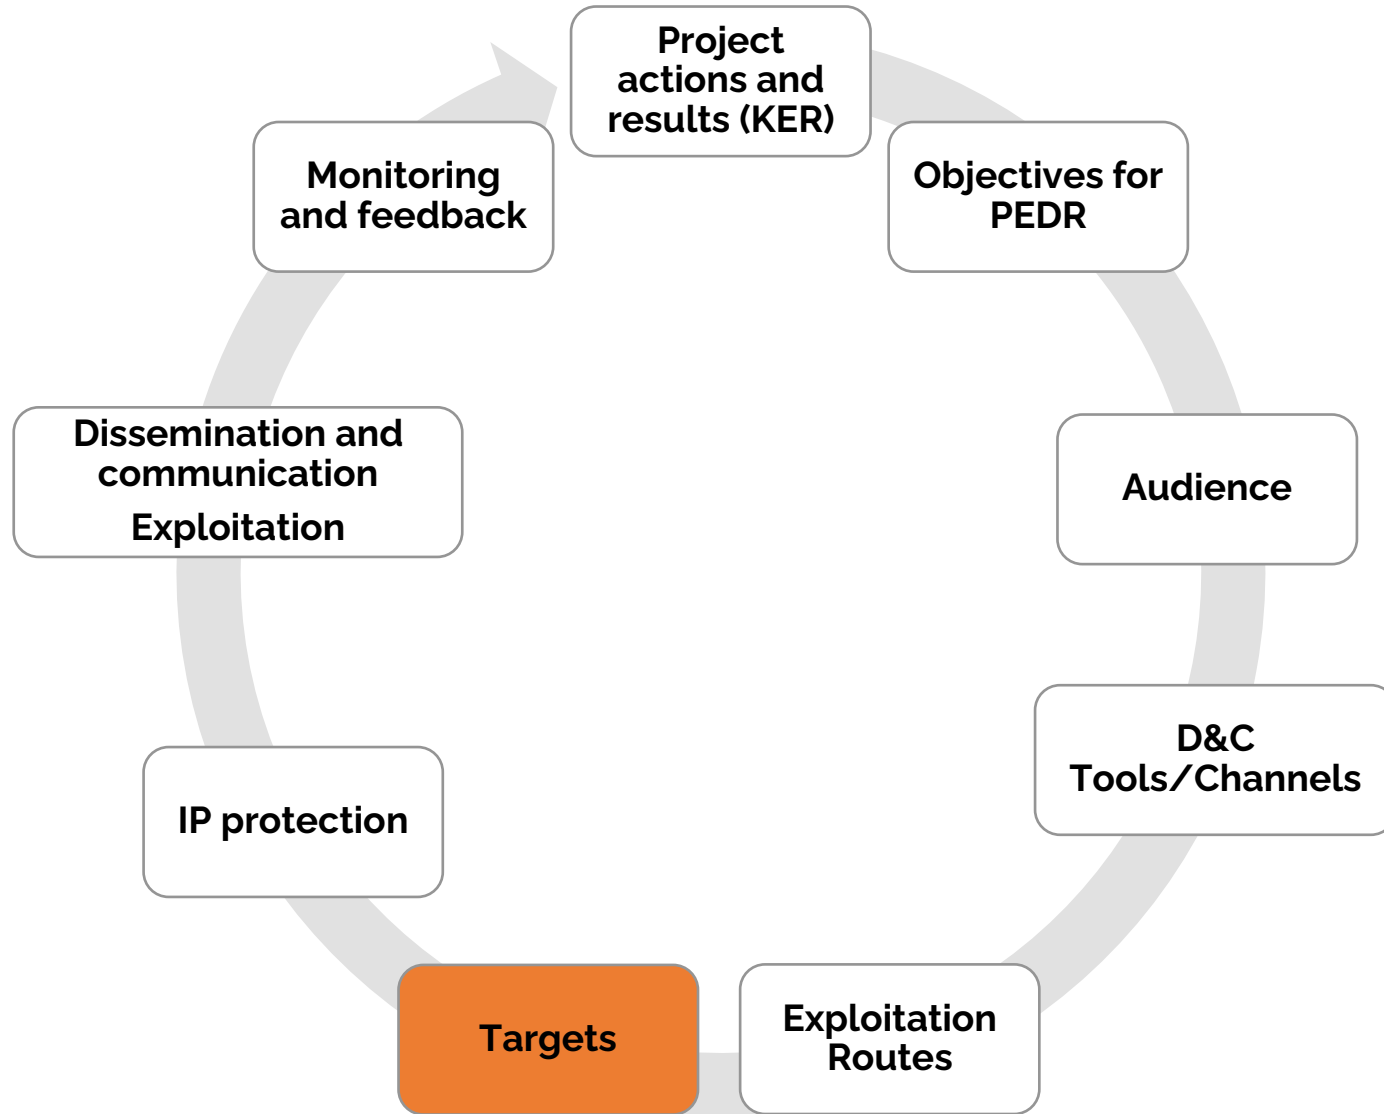 Project
actions and
results (KER)
Objectives for
PEDR
Audience
D&C
Tools/Channels
Exploitation
Routes
Targets
IP protection
Dissemination and
communication
Exploitation
Monitoring
and feedback